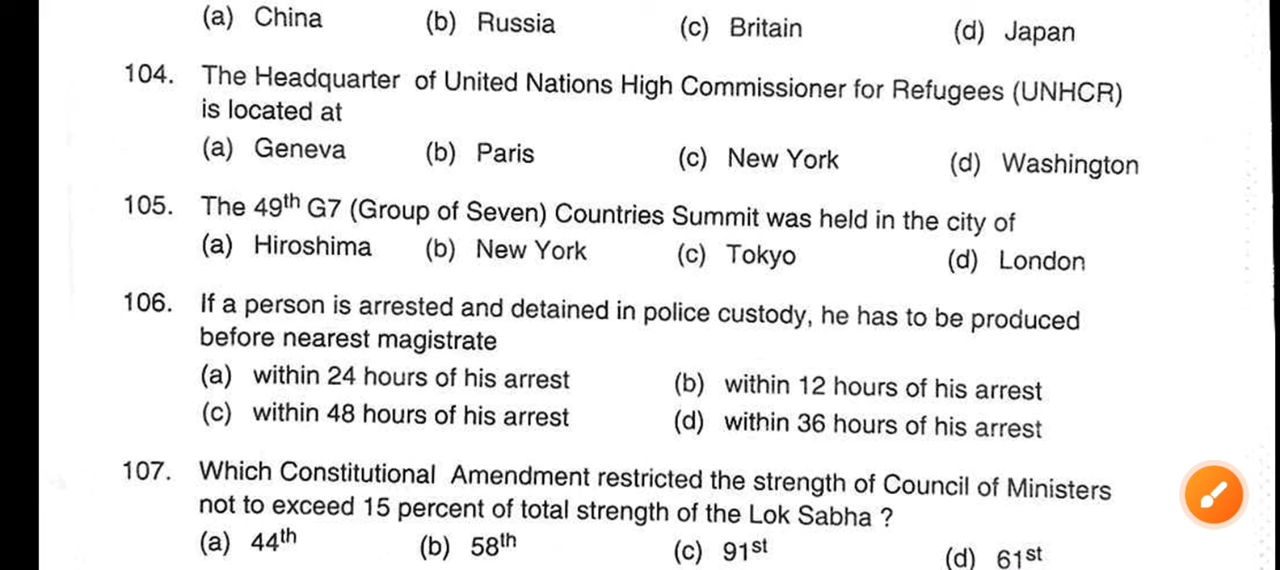 (a) China (b) Russia (c) Britain (d) Japan
104. The Headquarter of United Nations High Commissioner for Refugees (UNHCR)
is located at
(a) Geneva (b) Paris (c) New York (d) Washington
105. The 49th G7 (Group of Seven) Countries Summit was held in the city of
(a) Hiroshima (b) New York (c) Tokyo (d) London
106. If a person is arrested and detained in police custody, he has to be produced
before nearest magistrate
(a) within 24 hours of his arrest (b) within 12 hours of his arrest
(c) within 48 hours of his arrest (d) within 36 hours of his arrest
107. Which Constitutional Amendment restricted the strength of Council of Ministers
not to exceed 15 percent of total strength of the Lok Sabha ?
(a) 44th (b) 58th (c) 91st (d) 61st